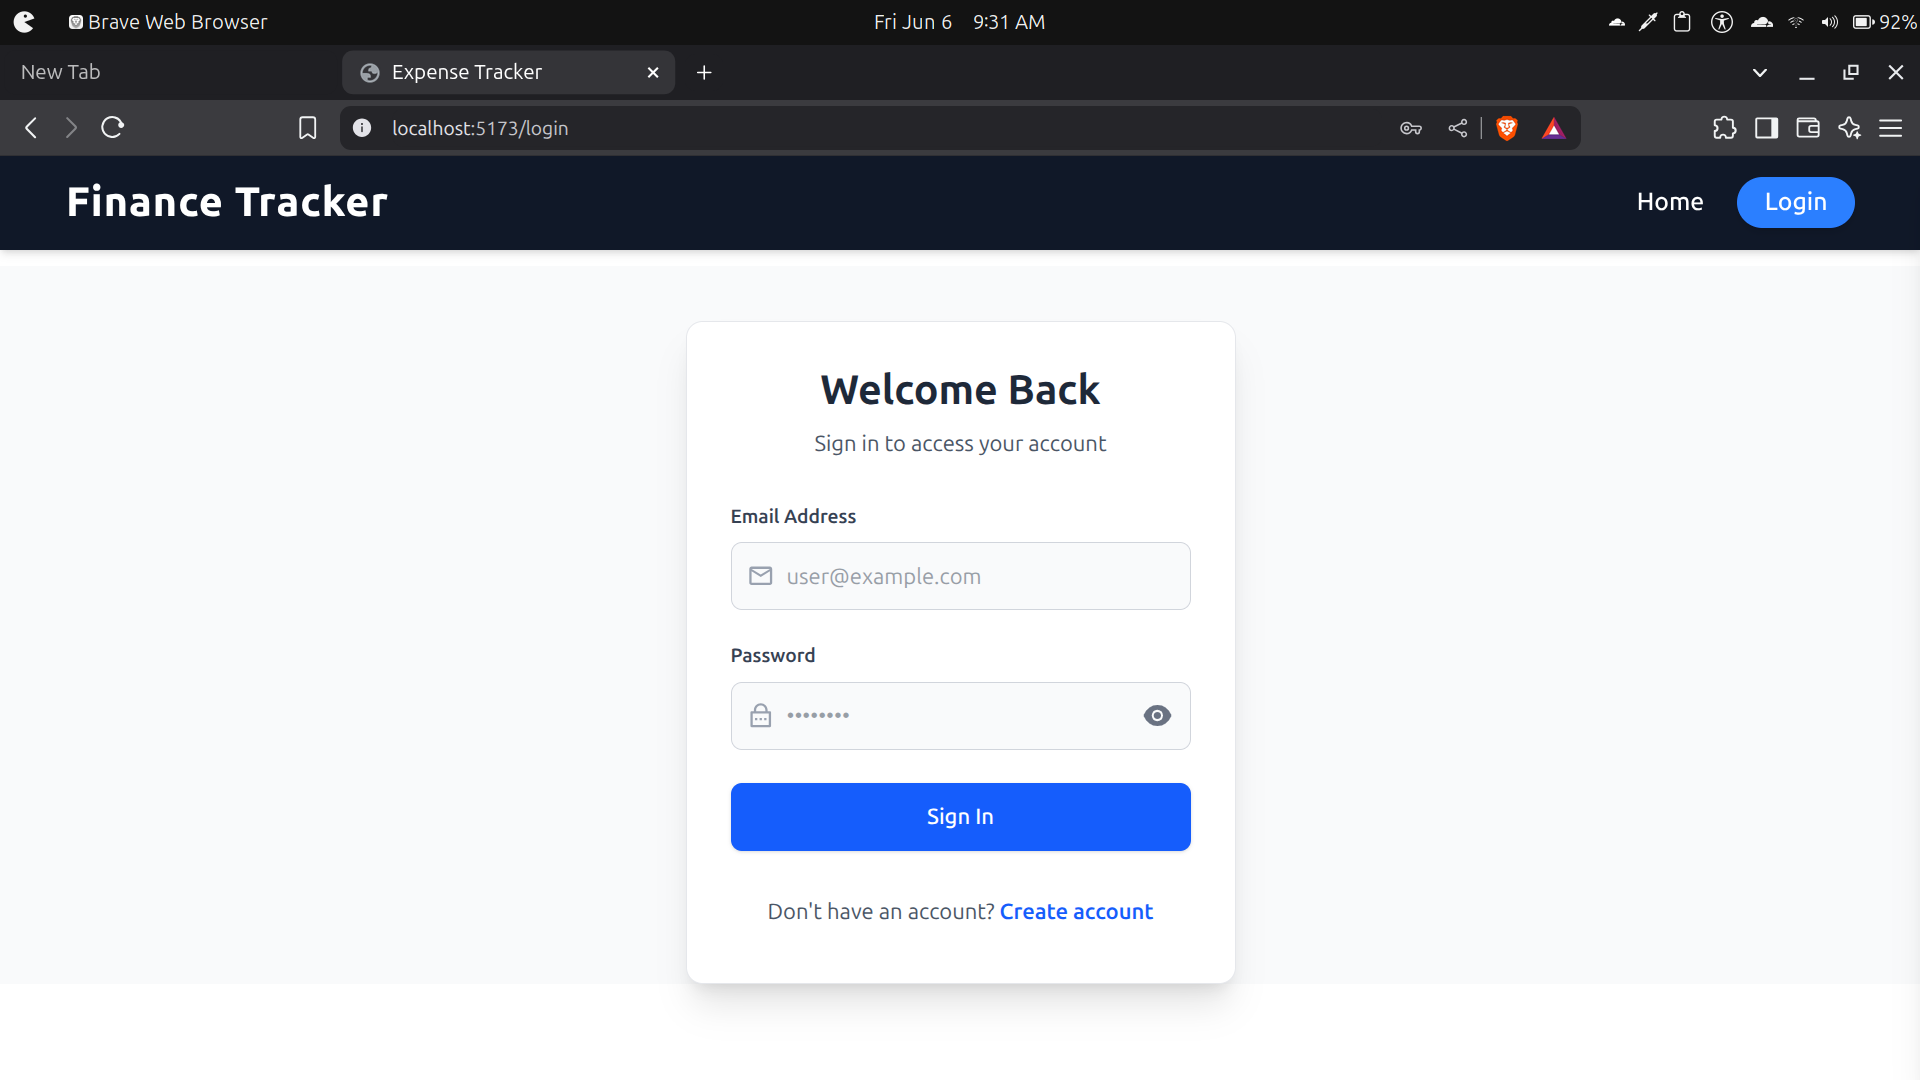 Brave Web Browser
Fri Jun 6 9:31 AM
92%
New Tab
Expense Tracker
localhost:5173/login
Finance Tracker
Home
Login
Welcome Back
Sign in to access your account
Email Address
user@example.com
Password
••••••••
Sign In
Don't have an account? Create account